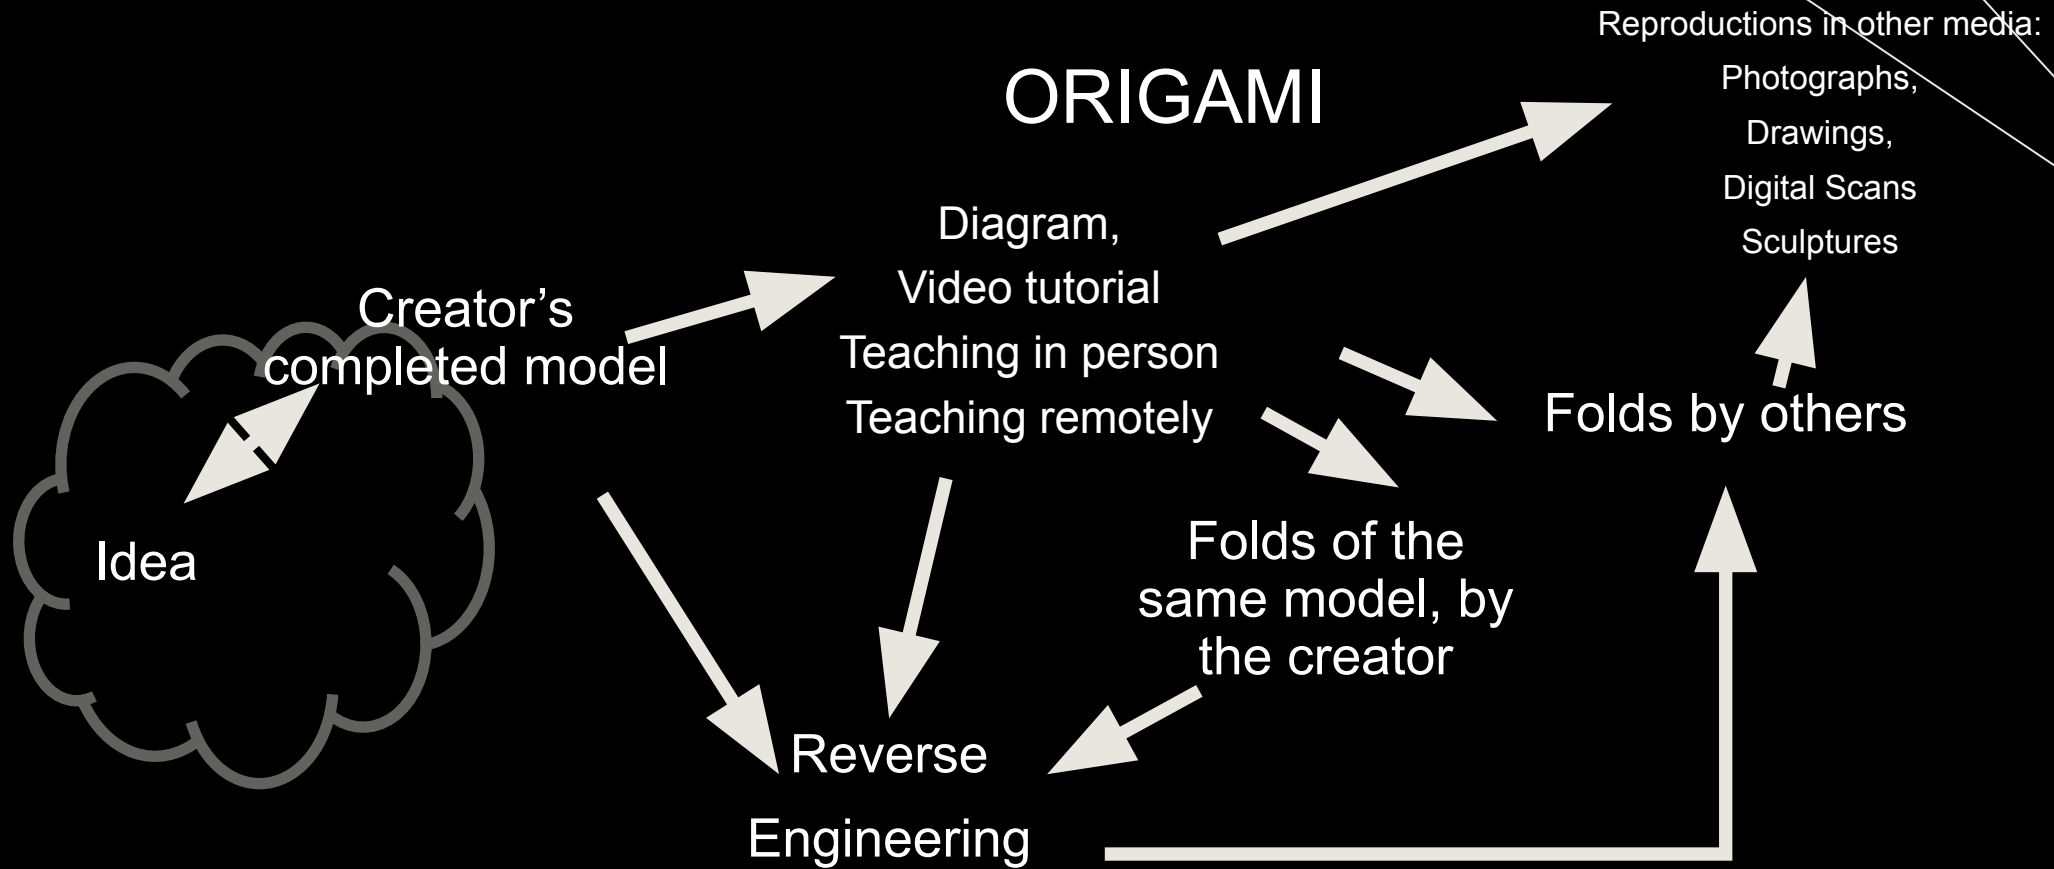 ORIGAMI
Reproductions in other media:
Photographs,
Drawings,
Digital Scans
Sculptures
Diagram,
Video tutorial
Teaching in person
Teaching remotely
Creator’s
completed model
Idea
Folds by others
Folds of the
same model, by
the creator
Reverse
Engineering